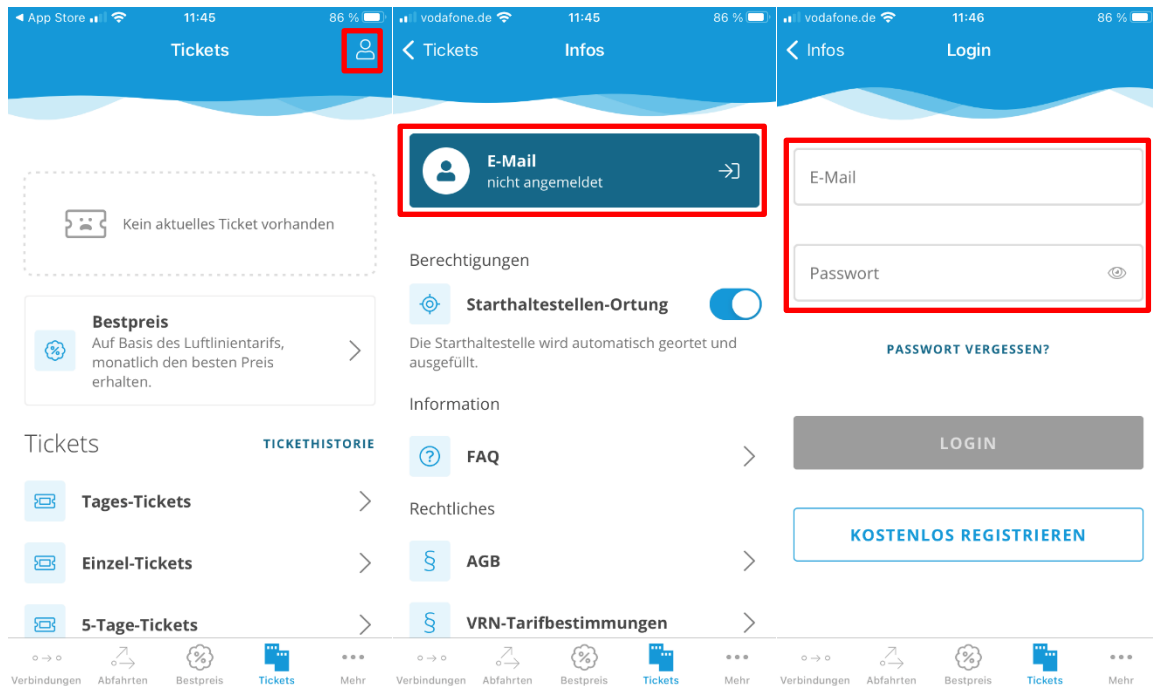 App Store 11:45 86 %
Tickets
Kein aktuelles Ticket vorhanden
Bestpreis
Auf Basis des Luftlinientarifs,
monatlich den besten Preis
erhalten.
Tickets TICKETHISTORIE
Tages-Tickets
Einzel-Tickets
5-Tage-Tickets
Verbindungen Abfahrten Bestpreis Tickets Mehr
vodafone.de 11:45 86 %
Tickets Infos
E-Mail
nicht angemeldet
Berechtigungen
Starthaltestellen-Ortung
Die Starthaltestelle wird automatisch geortet und
ausgefüllt.
Information
? FAQ
Rechtliches
§ AGB
§ VRN-Tarifbestimmungen
Verbindungen Abfahrten Bestpreis Tickets Mehr
vodafone.de 11:46 86 %
Infos Login
E-Mail
Passwort
PASSWORT VERGESSEN?
LOGIN
KOSTENLOS REGISTRIEREN
Verbindungen Abfahrten Bestpreis Tickets Mehr